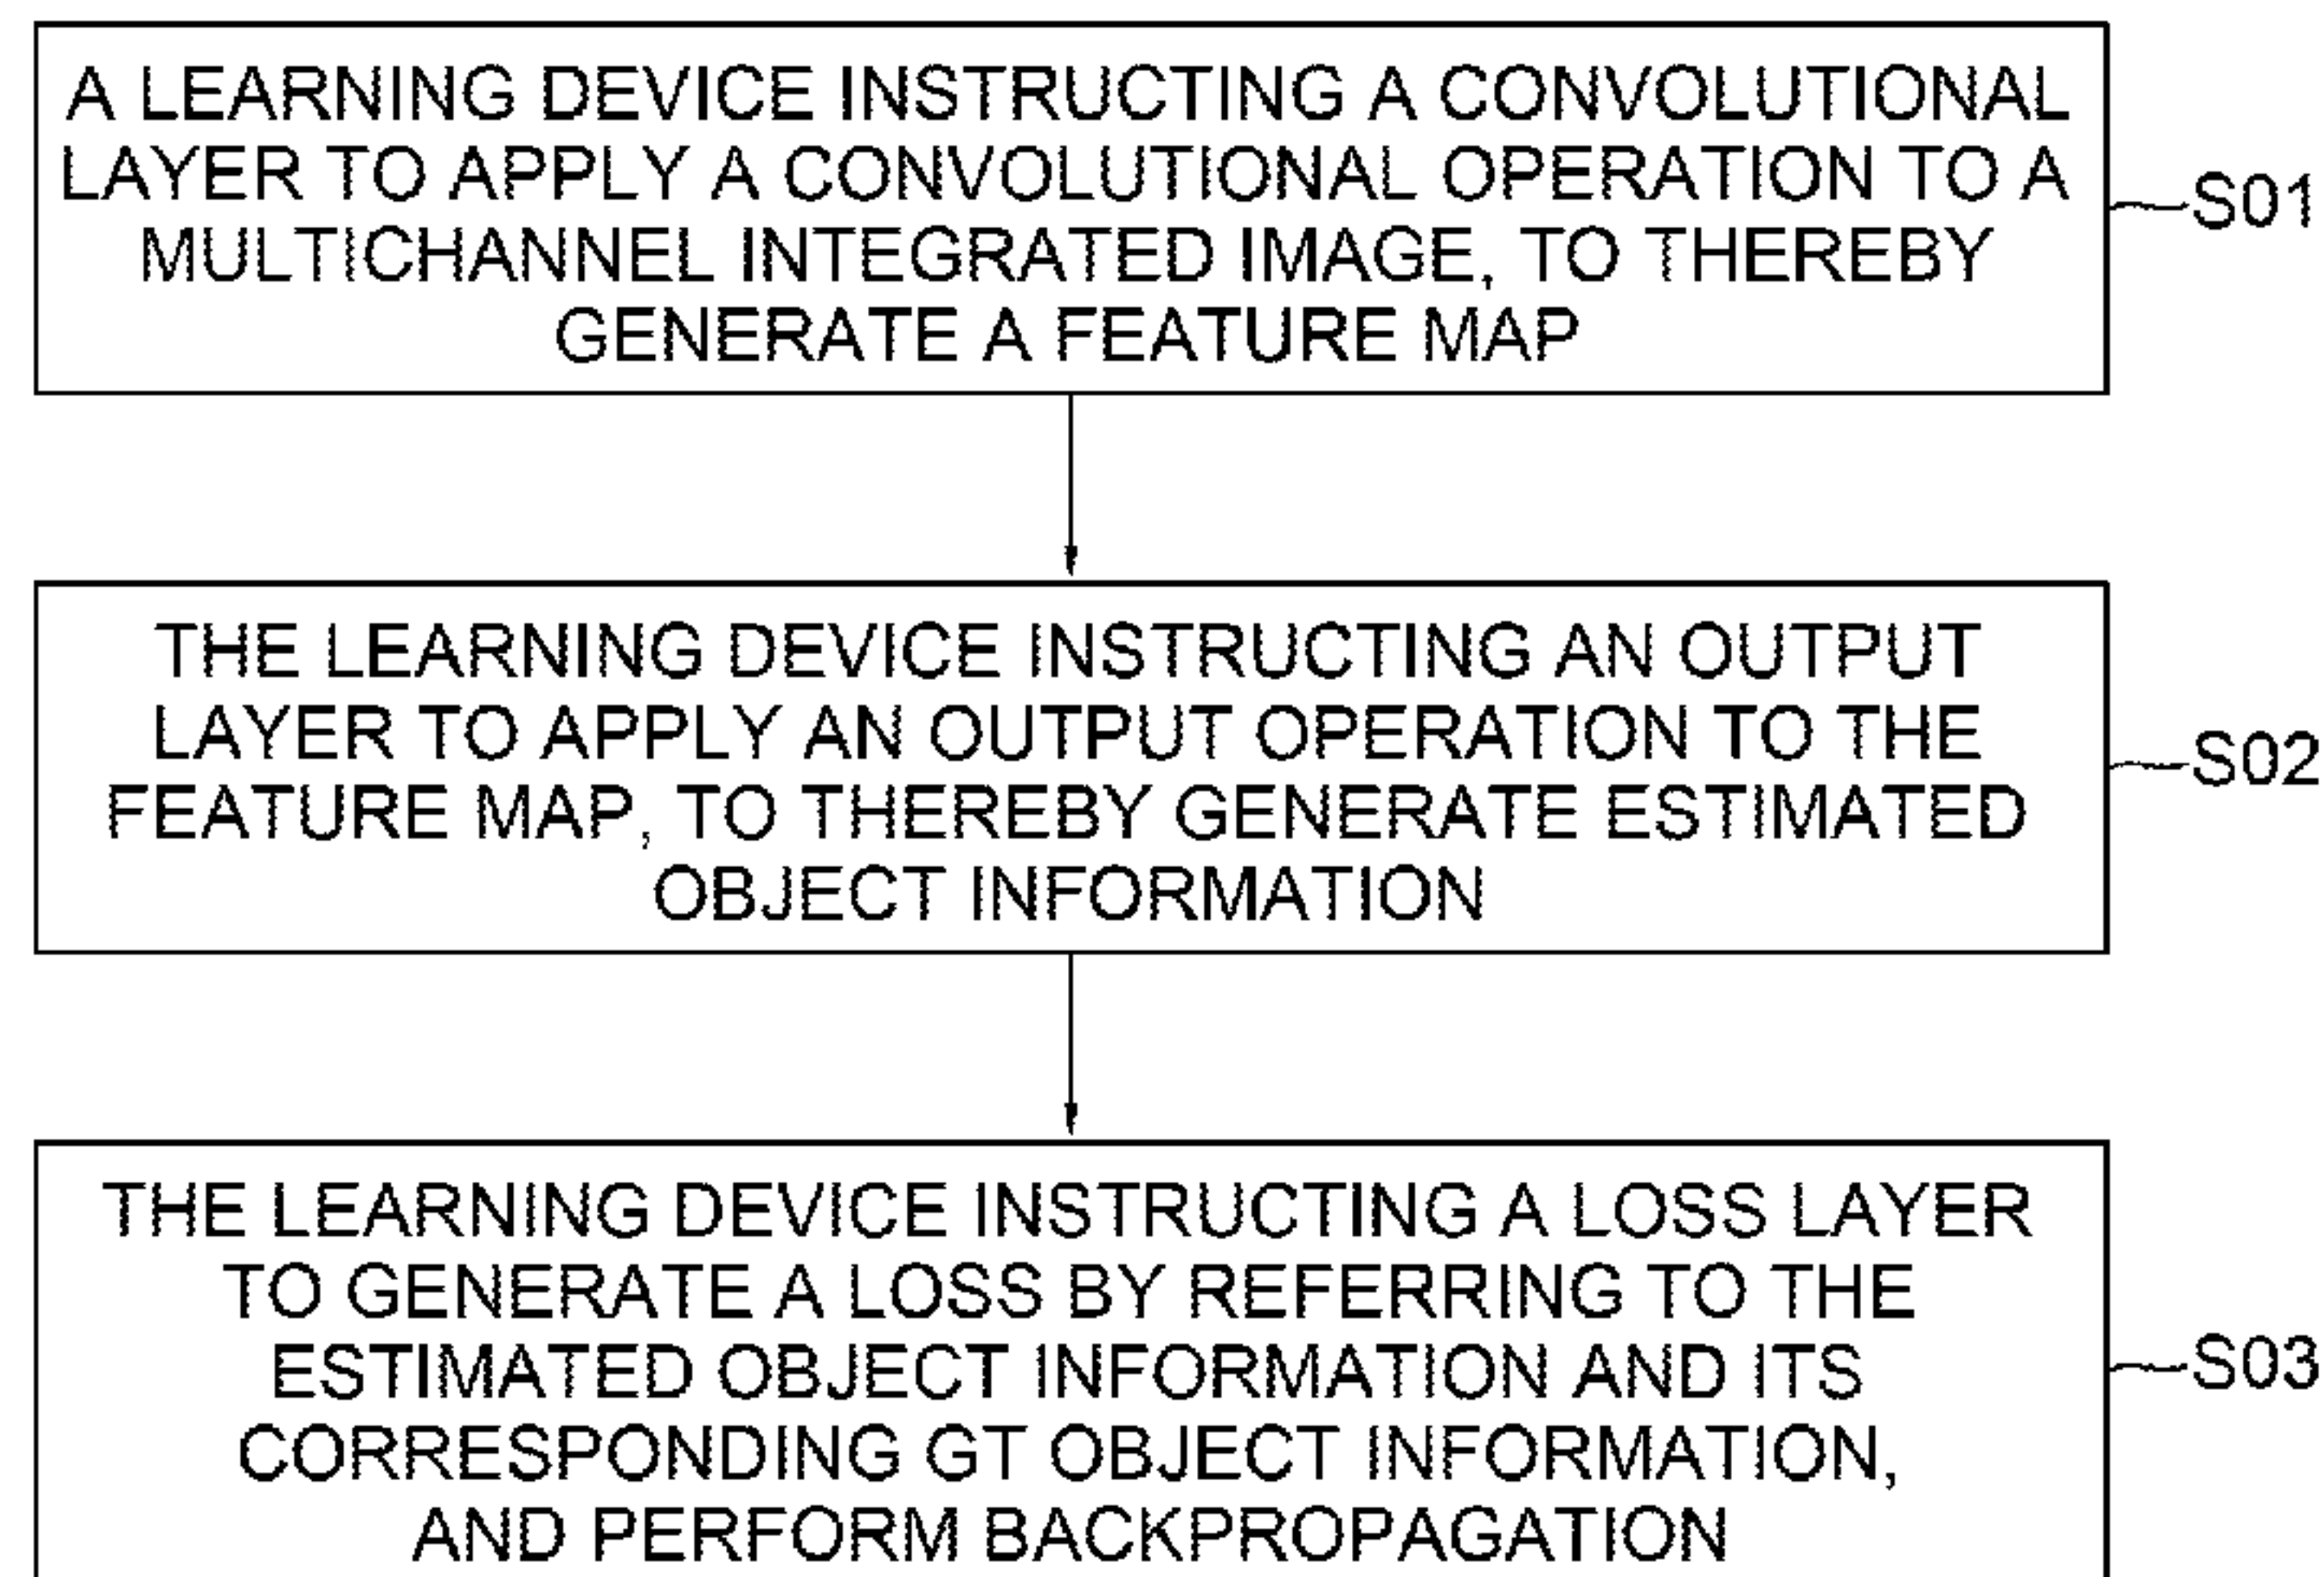 A LEARNING DEVICE INSTRUCTING A CONVOLUTIONAL
LAYER TO APPLY A CONVOLUTIONAL OPERATION TO A
MULTICHANNEL INTEGRATED IMAGE, TO THEREBY
GENERATE A FEATURE MAP
S01
THE LEARNING DEVICE INSTRUCTING AN OUTPUT
LAYER TO APPLY AN OUTPUT OPERATION TO THE
FEATURE MAP, TO THEREBY GENERATE ESTIMATED
OBJECT INFORMATION
S02
THE LEARNING DEVICE INSTRUCTING A LOSS LAYER
TO GENERATE A LOSS BY REFERRING TO THE
ESTIMATED OBJECT INFORMATION AND ITS
CORRESPONDING GT OBJECT INFORMATION,
AND PERFORM BACKPROPAGATION
S03